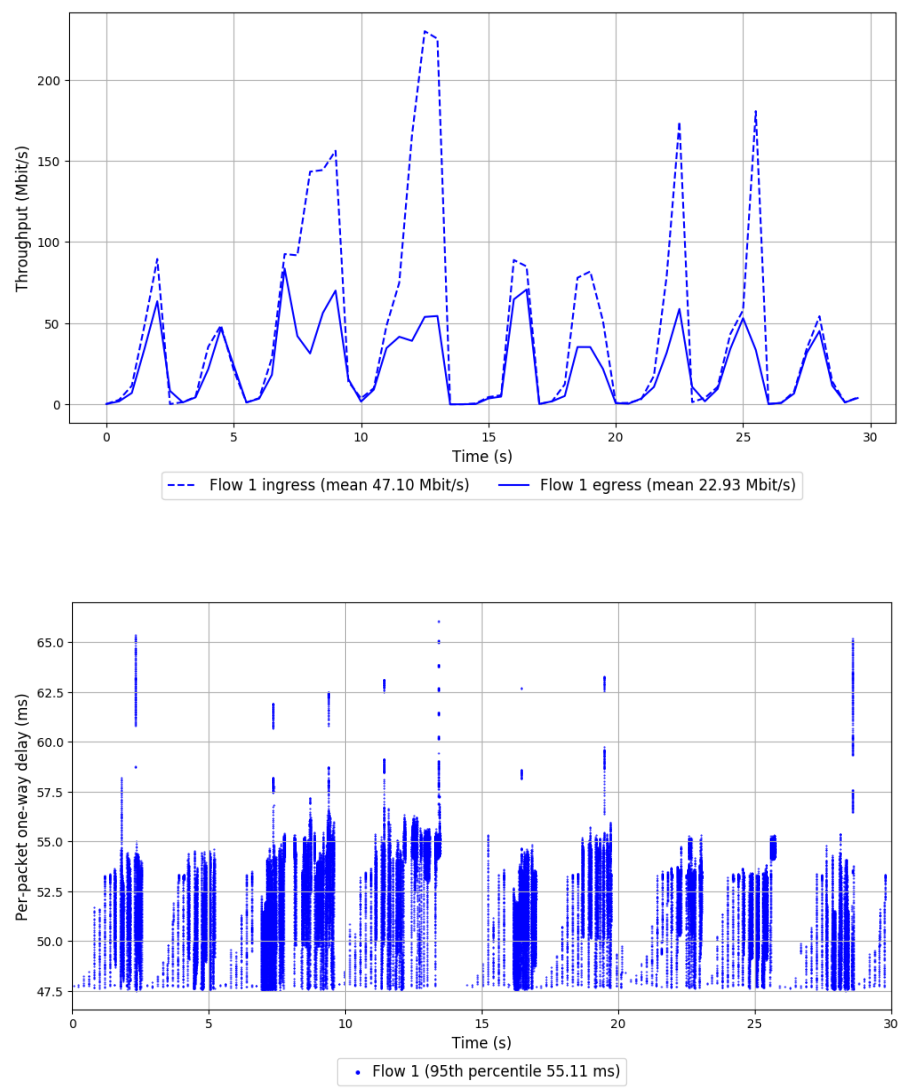 Throughput (Mbit/s)
200
150
100
50
0
0 5 10 15 20 25 30
Time (s)
Flow 1 ingress (mean 47.10 Mbit/s) Flow 1 egress (mean 22.93 Mbit/s)
Per-packet one-way delay (ms)
65.0
62.5
60.0
57.5
55.0
52.5
50.0
47.5
0 5 10 15 20 25 30
Time (s)
Flow 1 (95th percentile 55.11 ms)